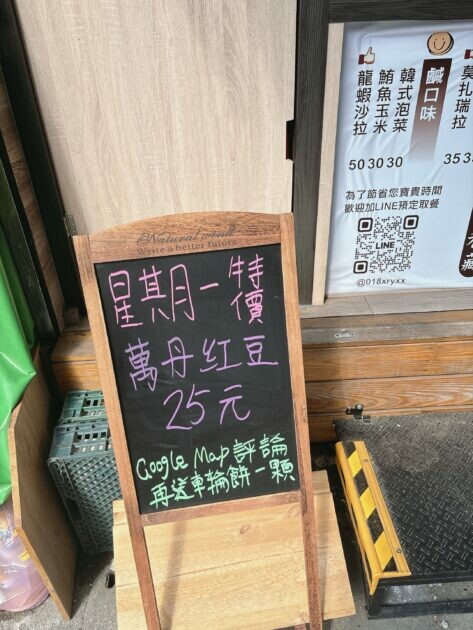 Natural wind
Write a better future
星期一特價
萬丹红豆
25元
Google Map評論
再送車輪餅一顆
鹹口味
韓式泡菜
鮪魚玉米
龍蝦沙拉
50 30 30
35
為了節省您寶貴時間
歡迎加LINE預定取餐
LINE
@018xryxx